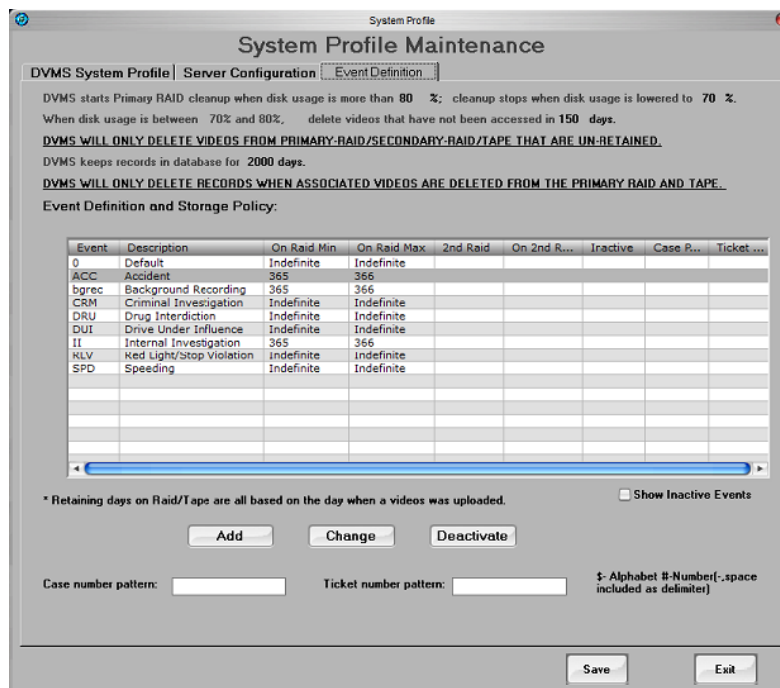 System Profile
System Profile Maintenance
DVMS System Profile Server Configuration Event Definition
DVMS starts Primary RAID cleanup when disk usage is more than 80 %; cleanup stops when disk usage is lowered to 70 %.
When disk usage is between 70% and 80%, delete videos that have not been accessed in 150 days.
DVMS WILL ONLY DELETE VIDEOS FROM PRIMARY-RAID/SECONDARY-RAID/TAPE THAT ARE UN-RETAINED.
DVMS keeps records in database for 2000 days.
DVMS WILL ONLY DELETE RECORDS WHEN ASSOCIATED VIDEOS ARE DELETED FROM THE PRIMARY RAID AND TAPE.
Event Definition and Storage Policy:
Event Description On Raid Min On Raid Max 2nd Raid On 2nd R... Inactive Case P... Ticket ...
0 Default Indefinite Indefinite
ACC Accident 365 366
bgrec Background Recording 365 366
CRM Criminal Investigation Indefinite Indefinite
DRU Drug Interdiction Indefinite Indefinite
DUI Drive Under Influence Indefinite Indefinite
II Internal Investigation 365 366
RLV Red Light/Stop Violation Indefinite Indefinite
SPD Speeding Indefinite Indefinite
* Retaining days on Raid/Tape are all based on the day when a videos was uploaded.
Show Inactive Events
Add Change Deactivate
Case number pattern: Ticket number pattern:
$- Alphabet #-Number(-,space
included as delimiter)
Save Exit